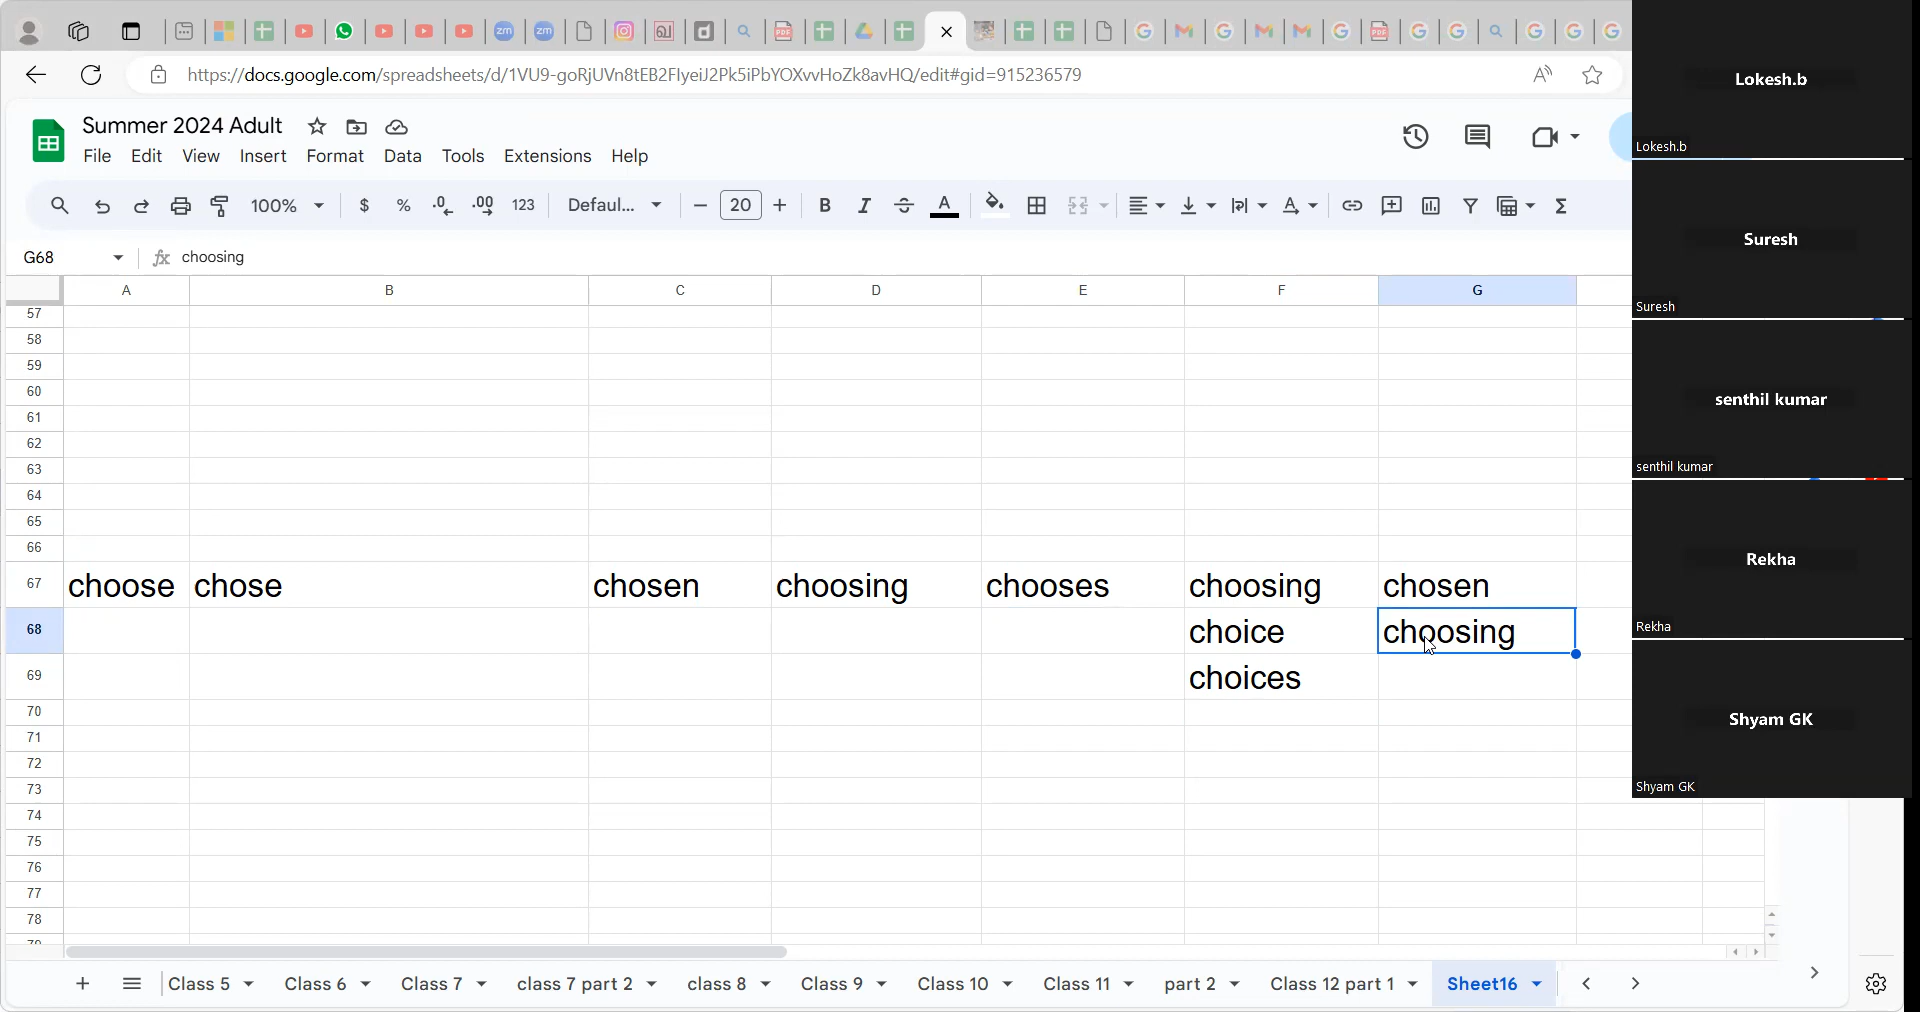 https://docs.google.com/spreadsheets/d/1VU9-goRjUVn8tEB2FlyeiJ2Pk5iPbYOXvvHoZk8avHQ/edit#gid=915236579
Summer 2024 Adult
File Edit View Insert Format Data Tools Extensions Help
100% $ % .0 .00 123 Defaul... 20 B I A
G68 fx choosing
A B C D E F G
57
58
59
60
61
62
63
64
65
66
67 choose chose chosen choosing chooses choosing chosen
68 choice choosing
69 choices
70
71
72
73
74
75
76
77
78
79
Class 5 Class 6 Class 7 class 7 part 2 class 8 Class 9 Class 10 Class 11 part 2 Class 12 part 1 Sheet16
Lokesh.b
Lokesh.b
Suresh
Suresh
senthil kumar
senthil kumar
Rekha
Rekha
Shyam GK
Shyam GK